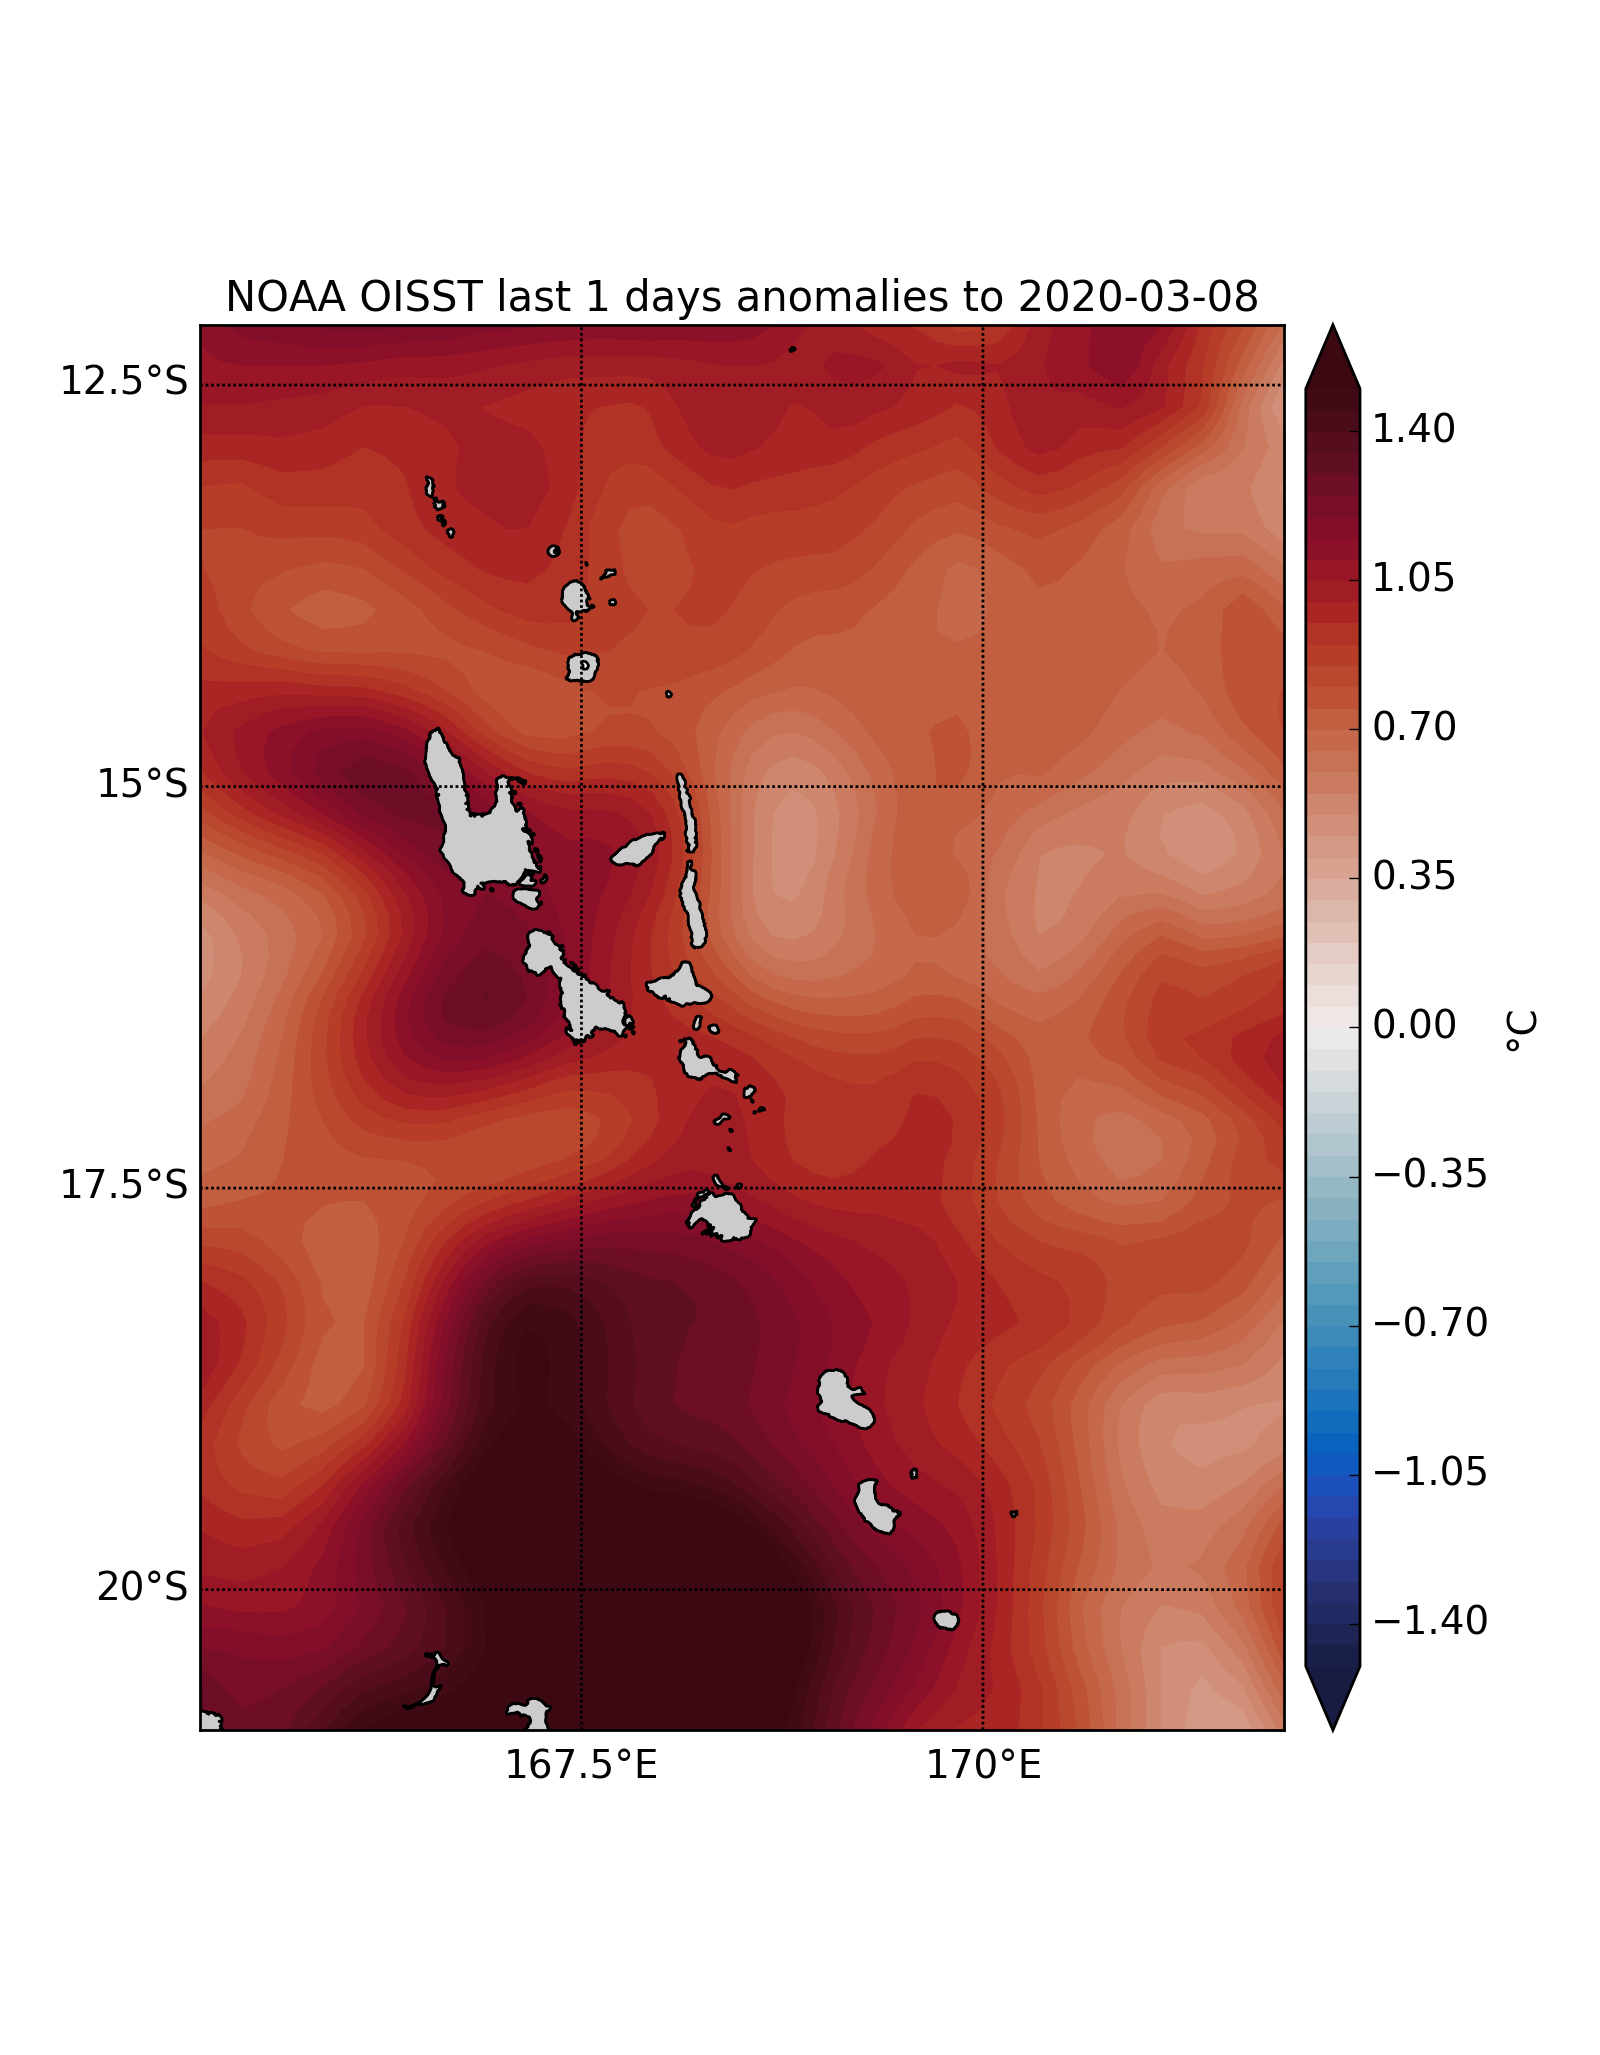 NOAA OISST last 1 days anomalies to 2020-03-08
12.5°S
15°S
17.5°S
20°S
167.5°E
170°E
1.40
1.05
0.70
0.35
0.00
−0.35
−0.70
−1.05
−1.40
°C